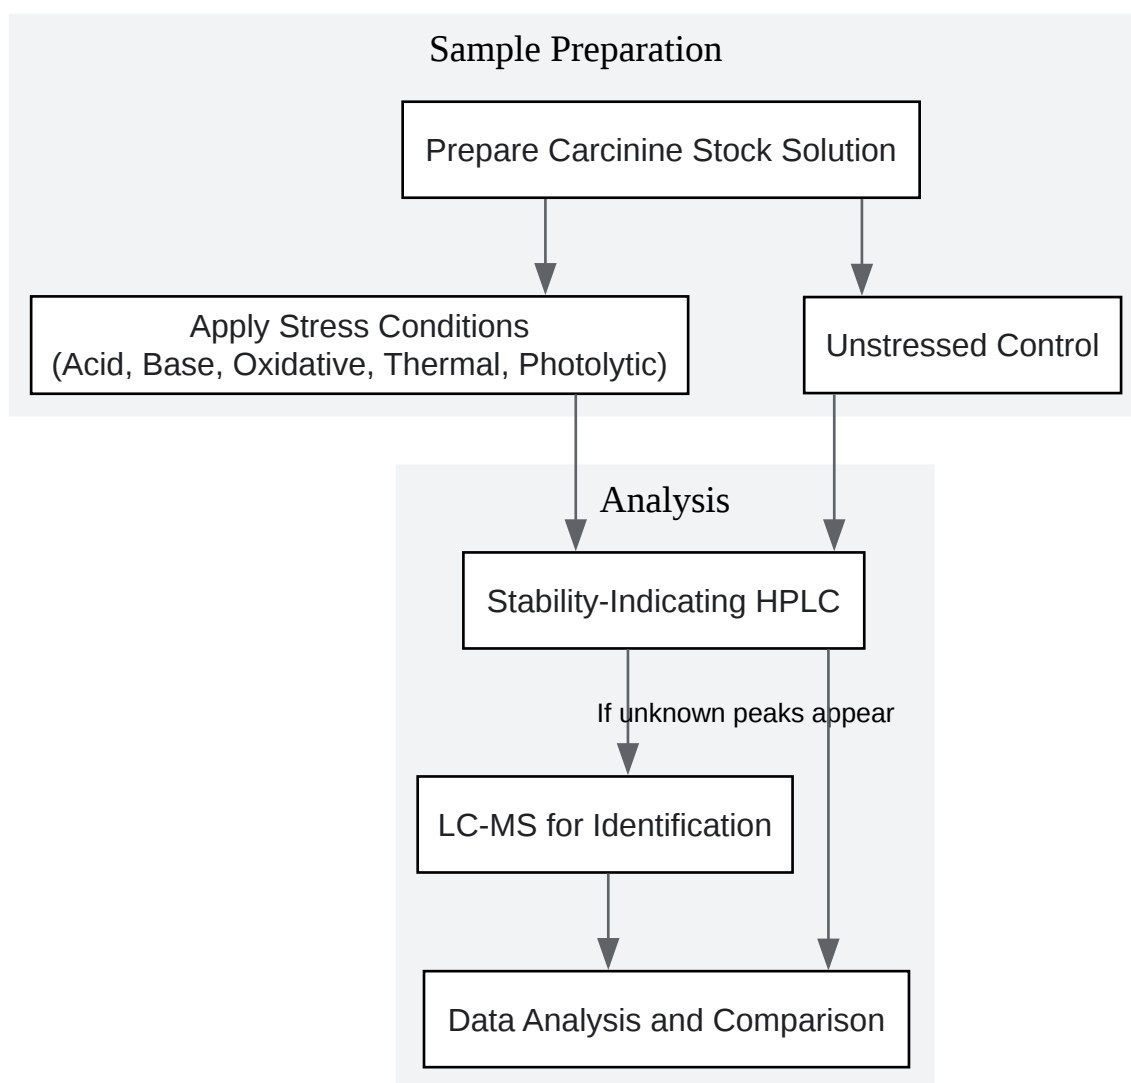 Sample Preparation
Prepare Carcinine Stock Solution
Apply Stress Conditions
(Acid, Base, Oxidative, Thermal, Photolytic)
Unstressed Control
Analysis
Stability-Indicating HPLC
If unknown peaks appear
LC-MS for Identification
Data Analysis and Comparison